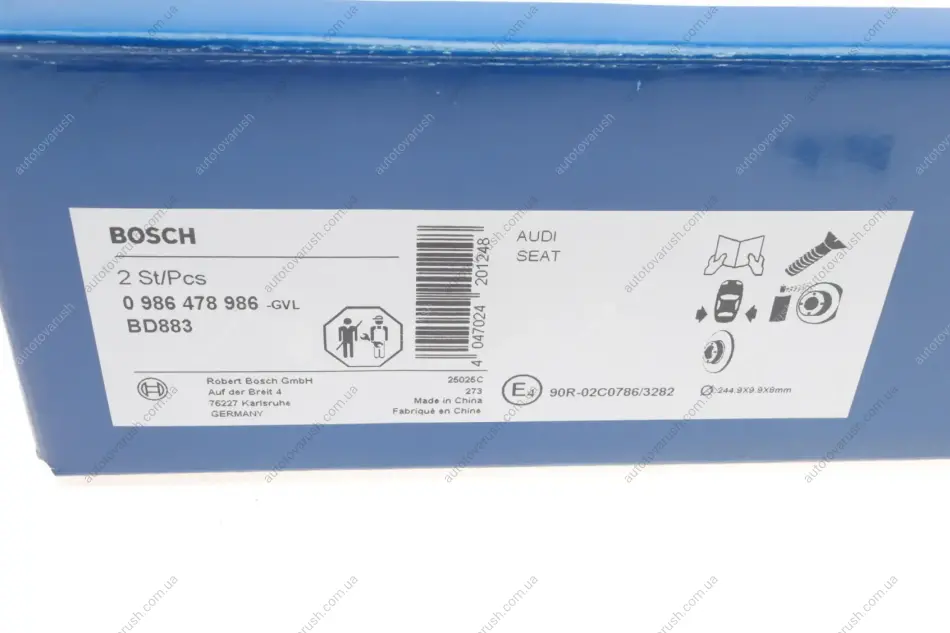 BOSCH
2 St/Pcs
0 986 478 986 -GVL
BD883
4 047024 201248
AUDI
SEAT
Robert Bosch GmbH
Auf der Breit 4
76227 Karlsruhe
GERMANY
25025C
273
Made in China
Fabriqué en Chine
E4
90R-02C0786/3282
Ø:244.9X9.9X8mm
autotovarush.com.ua